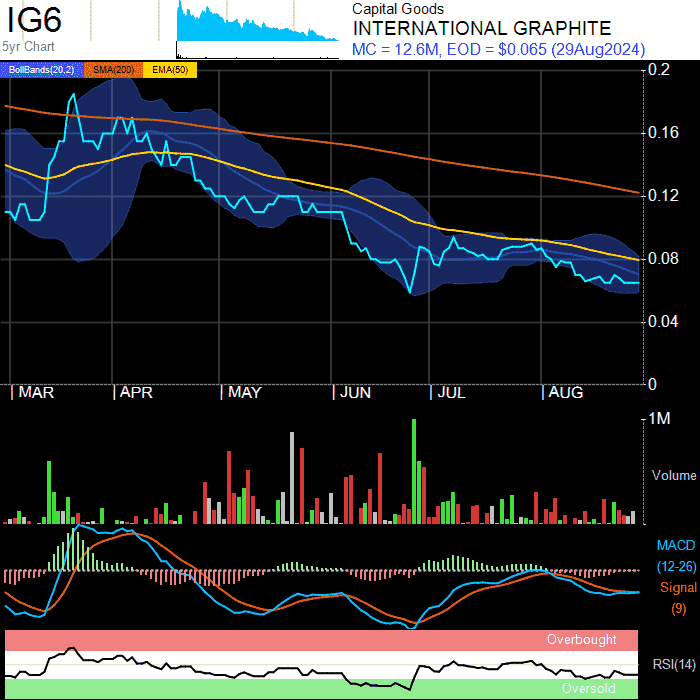 IG6
5yr Chart
Capital Goods
INTERNATIONAL GRAPHITE
MC = 12.6M, EOD = $0.065 (29Aug2024)
BollBands(20,2) SMA(200) EMA(50)
0.2
0.16
0.12
0.08
0.04
0
MAR APR MAY JUN JUL AUG
1M
Volume
MACD
(12-26)
Signal
(9)
Overbought
RSI(14)
Oversold